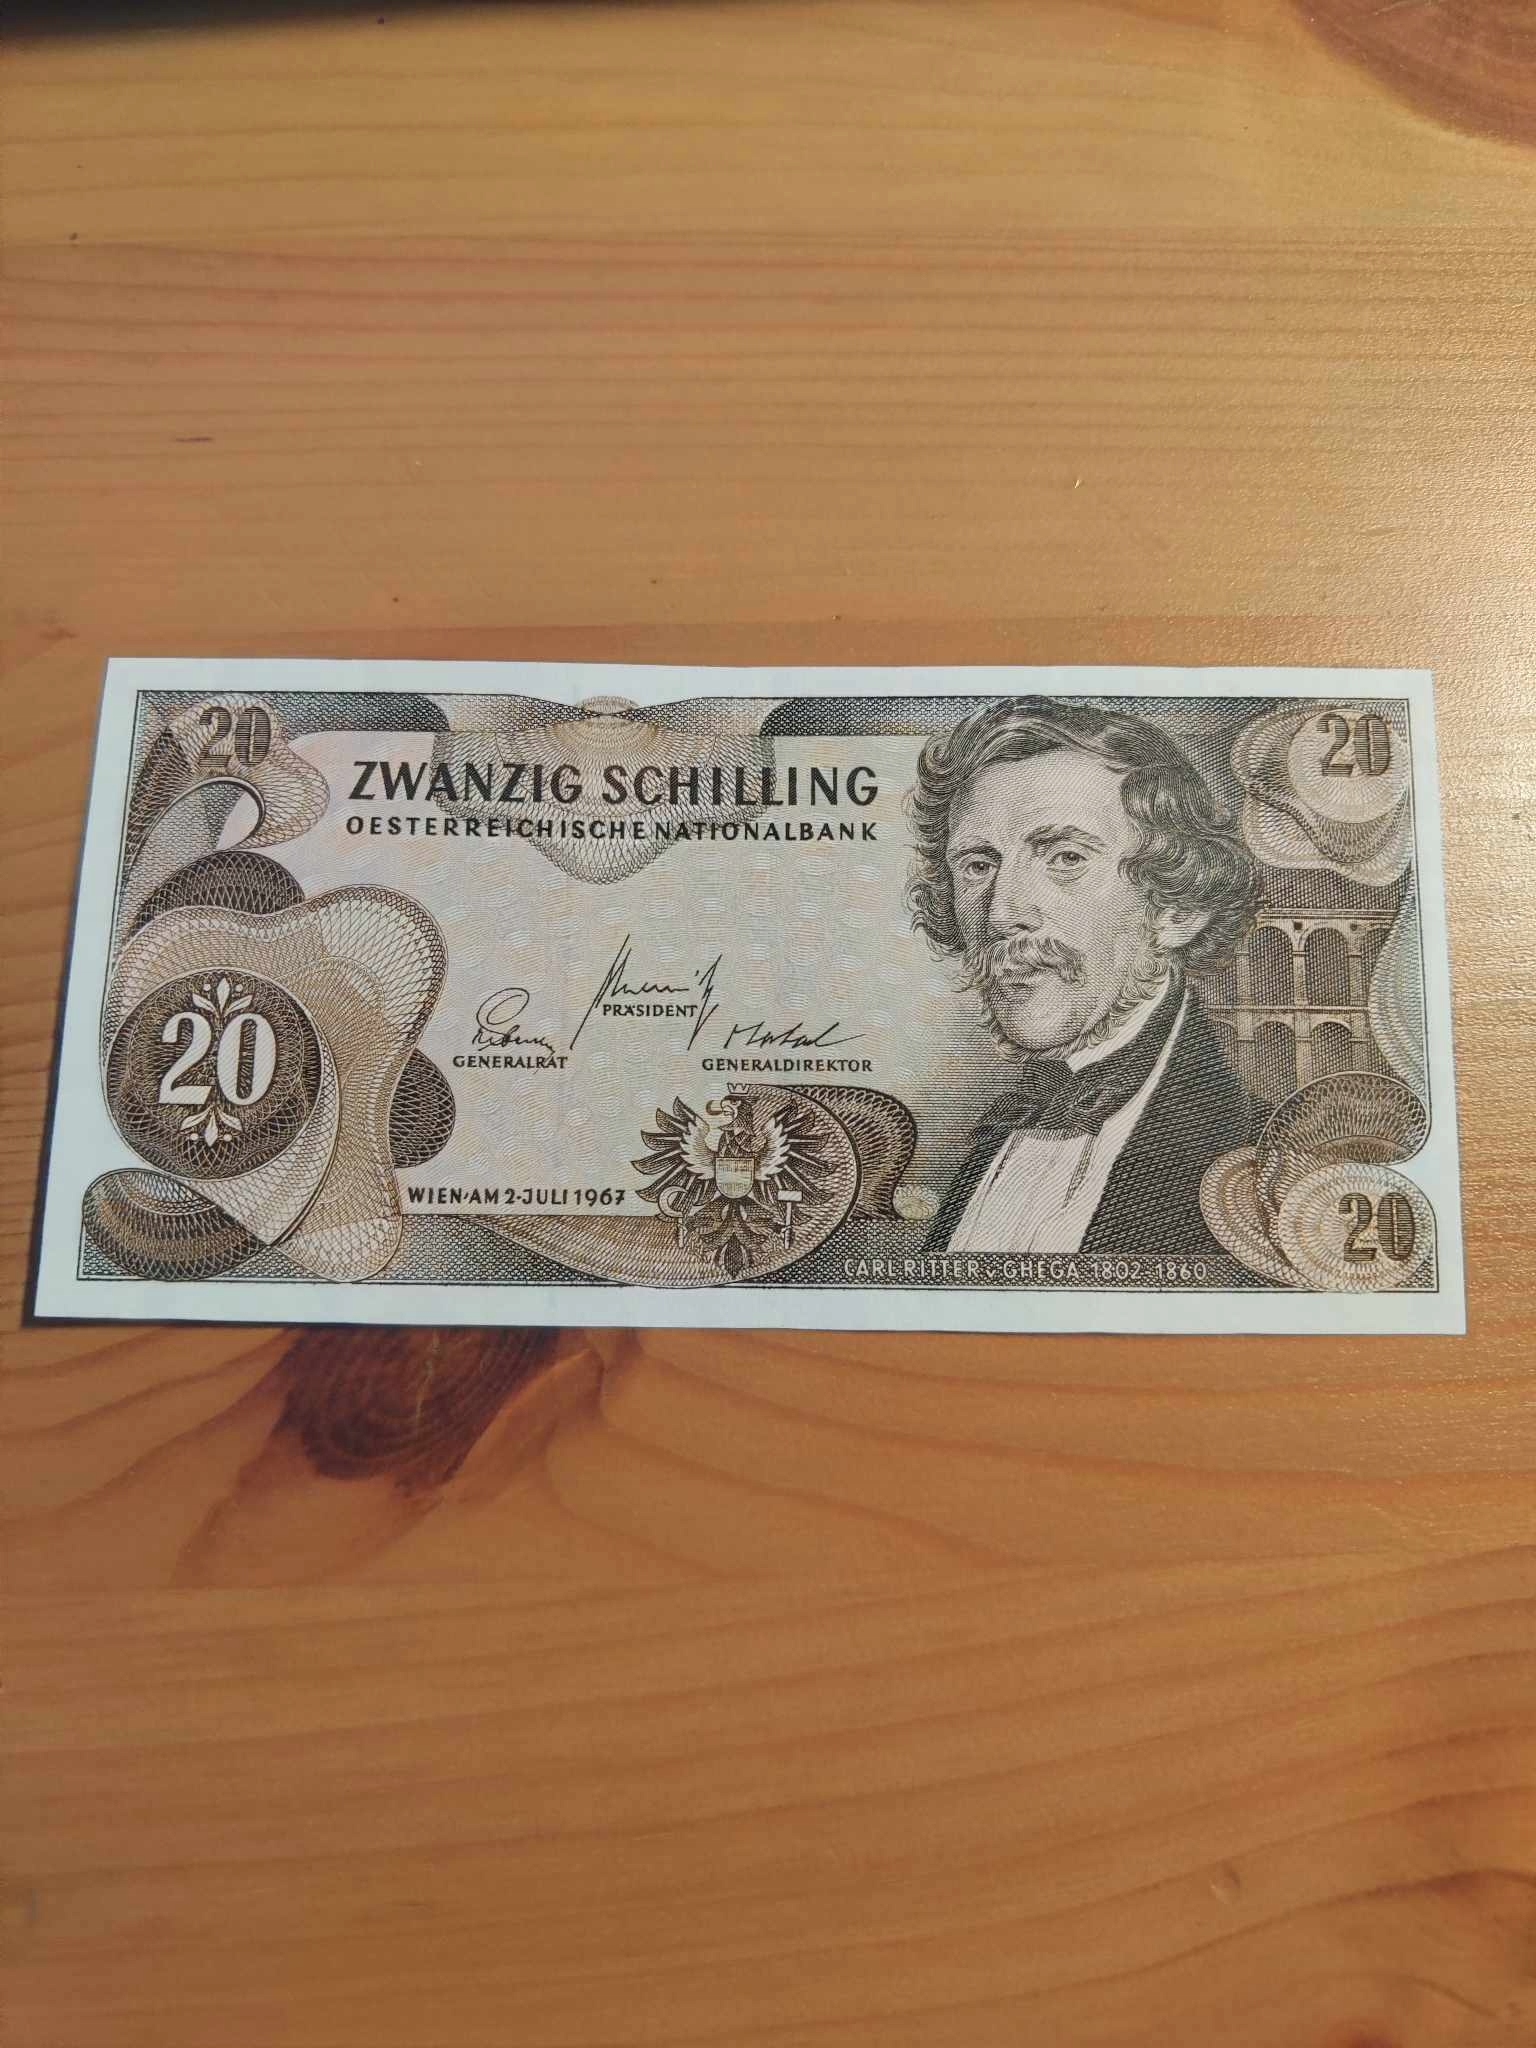 20
20
ZWANZIG SCHILLING
OESTERREICHISCHE NATIONALBANK
PRÄSIDENT
GENERALRAT
GENERALDIREKTOR
20
WIEN·AM 2·JULI 1967
20
CARL·RITTER v. GHEGA 1802-1860